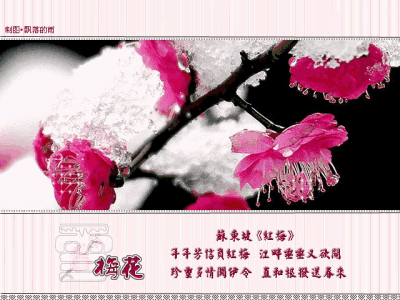 制图·飘落的雨
蘇東坡《紅梅》
年年芳信負紅梅 江畔垂垂又欲開
珍重多情關伊令 直和根撥送春來
梅花